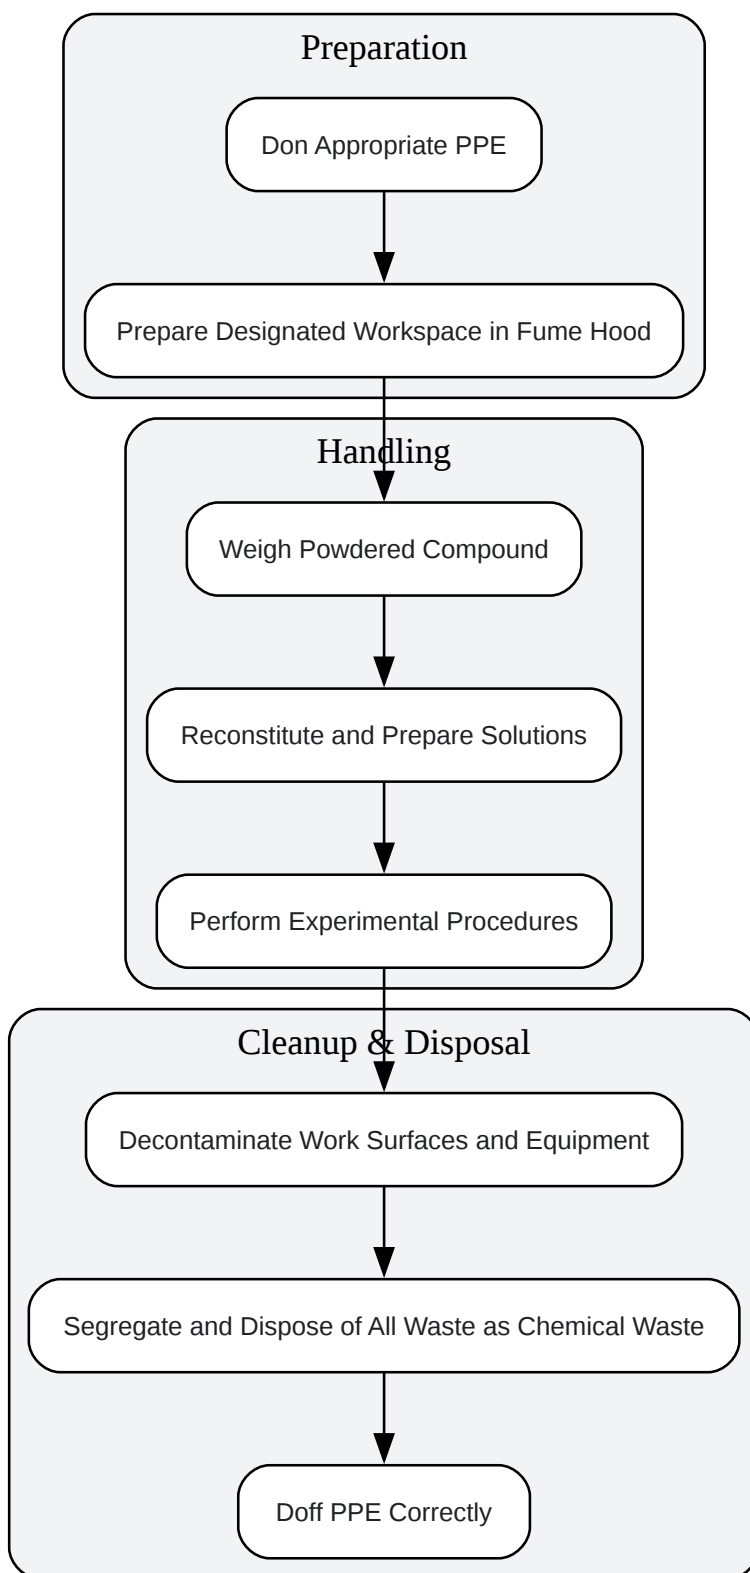 Preparation
Don Appropriate PPE
Prepare Designated Workspace in Fume Hood
Handling
Weigh Powdered Compound
Reconstitute and Prepare Solutions
Perform Experimental Procedures
Cleanup & Disposal
Decontaminate Work Surfaces and Equipment
Segregate and Dispose of All Waste as Chemical Waste
Doff PPE Correctly